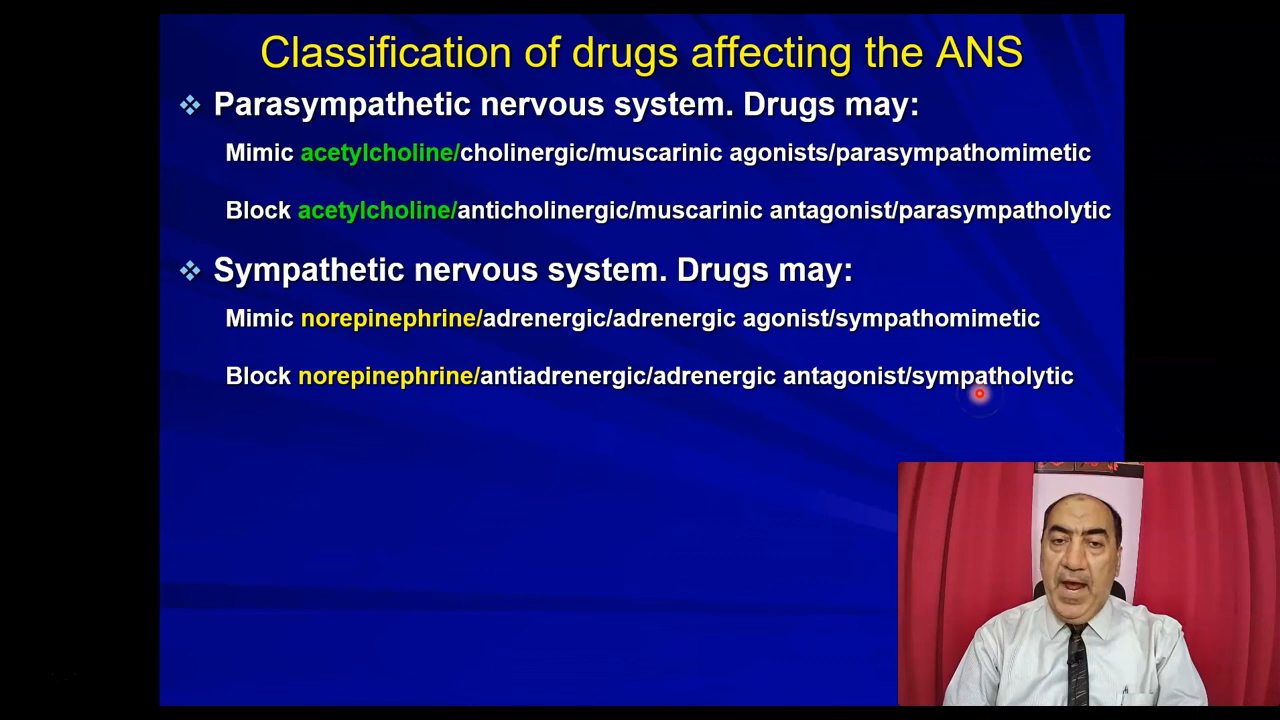 Classification of drugs affecting the ANS
Parasympathetic nervous system. Drugs may:
Mimic acetylcholine/cholinergic/muscarinic agonists/parasympathomimetic
Block acetylcholine/anticholinergic/muscarinic antagonist/parasympatholytic
Sympathetic nervous system. Drugs may:
Mimic norepinephrine/adrenergic/adrenergic agonist/sympathomimetic
Block norepinephrine/antiadrenergic/adrenergic antagonist/sympatholytic